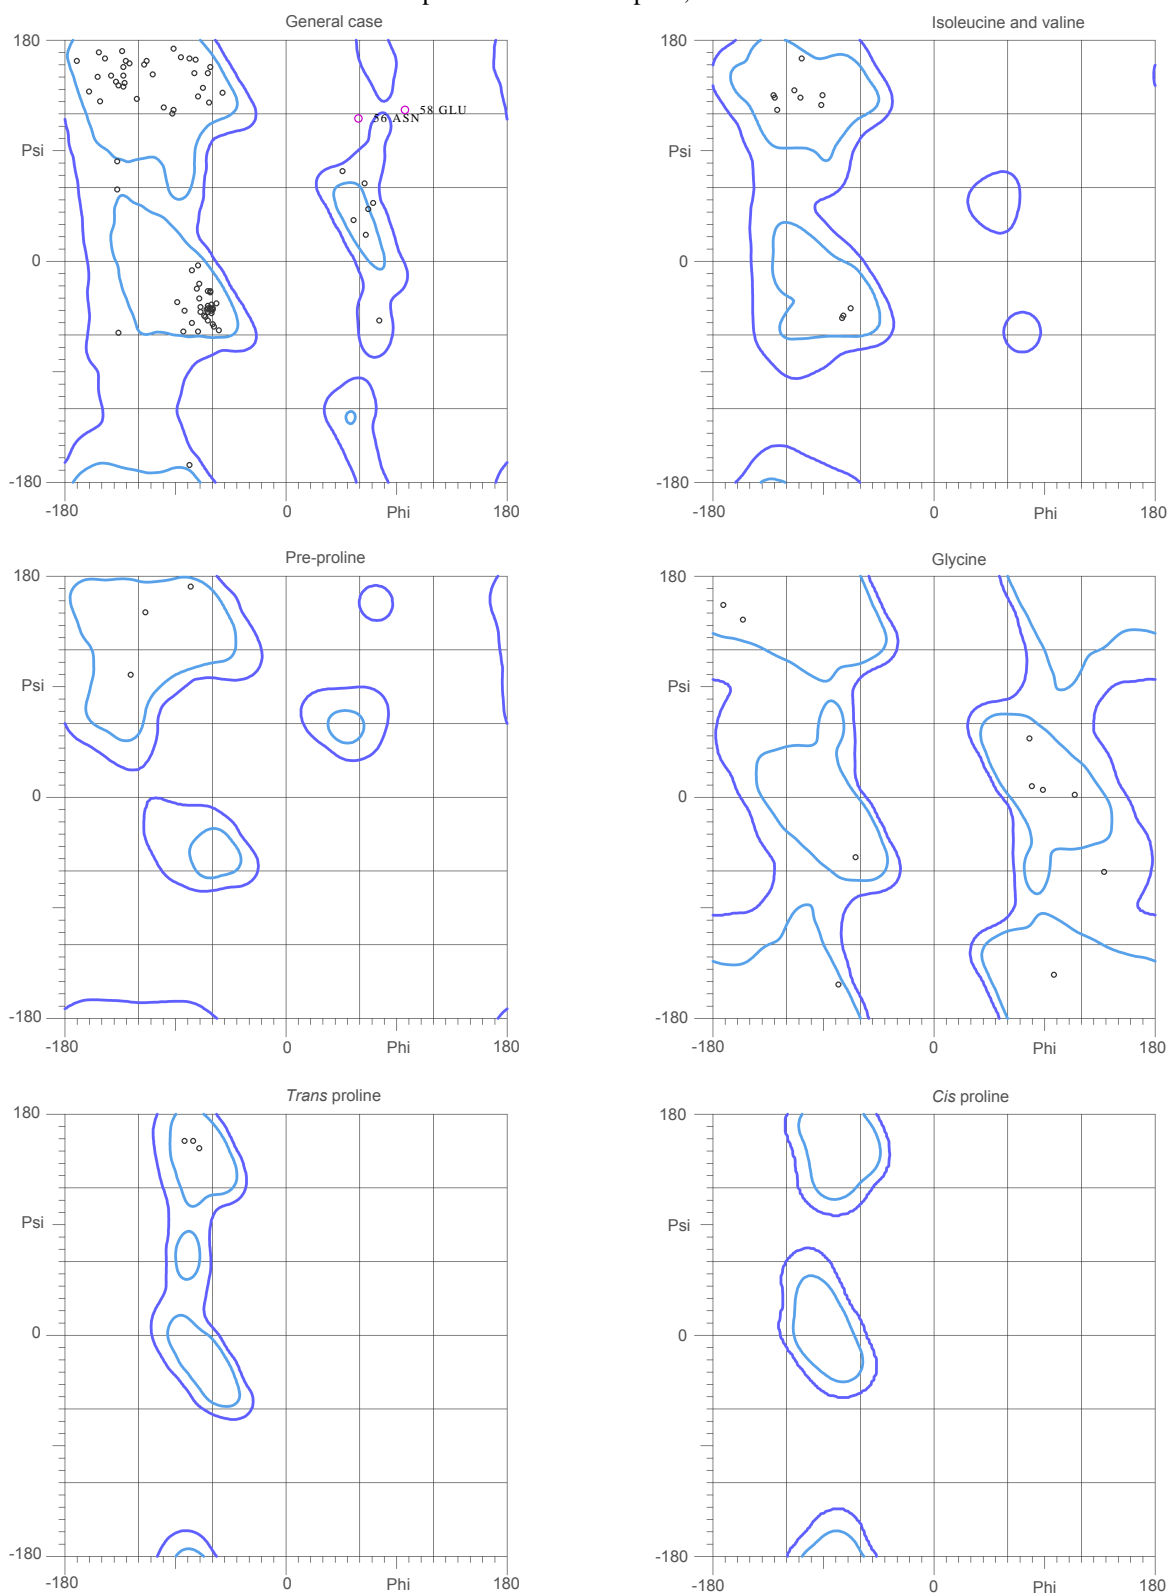 General case
Isoleucine and valine
180
180
58 GLU
56 ASN
Psi
Psi
0
0
-180
-180
-180
0
Phi
180
-180
0
Phi
180
Pre-proline
Glycine
180
180
Psi
Psi
0
0
-180
-180
-180
0
Phi
180
-180
0
Phi
180
Trans proline
Cis proline
180
180
Psi
Psi
0
0
-180
-180
-180
0
Phi
180
-180
0
Phi
180